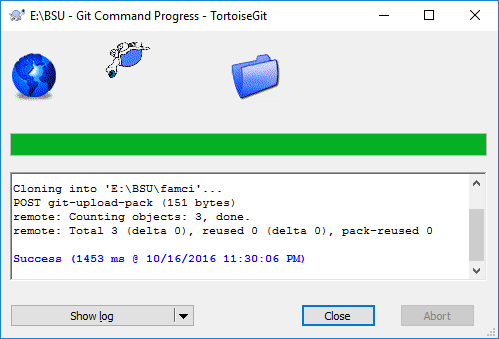 E:\BSU - Git Command Progress - TortoiseGit
Cloning into 'E:\BSU\famci'...
POST git-upload-pack (151 bytes)
remote: Counting objects: 3, done.
remote: Total 3 (delta 0), reused 0 (delta 0), pack-reused 0
Success (1453 ms @ 10/16/2016 11:30:06 PM)
Show log
Close
Abort